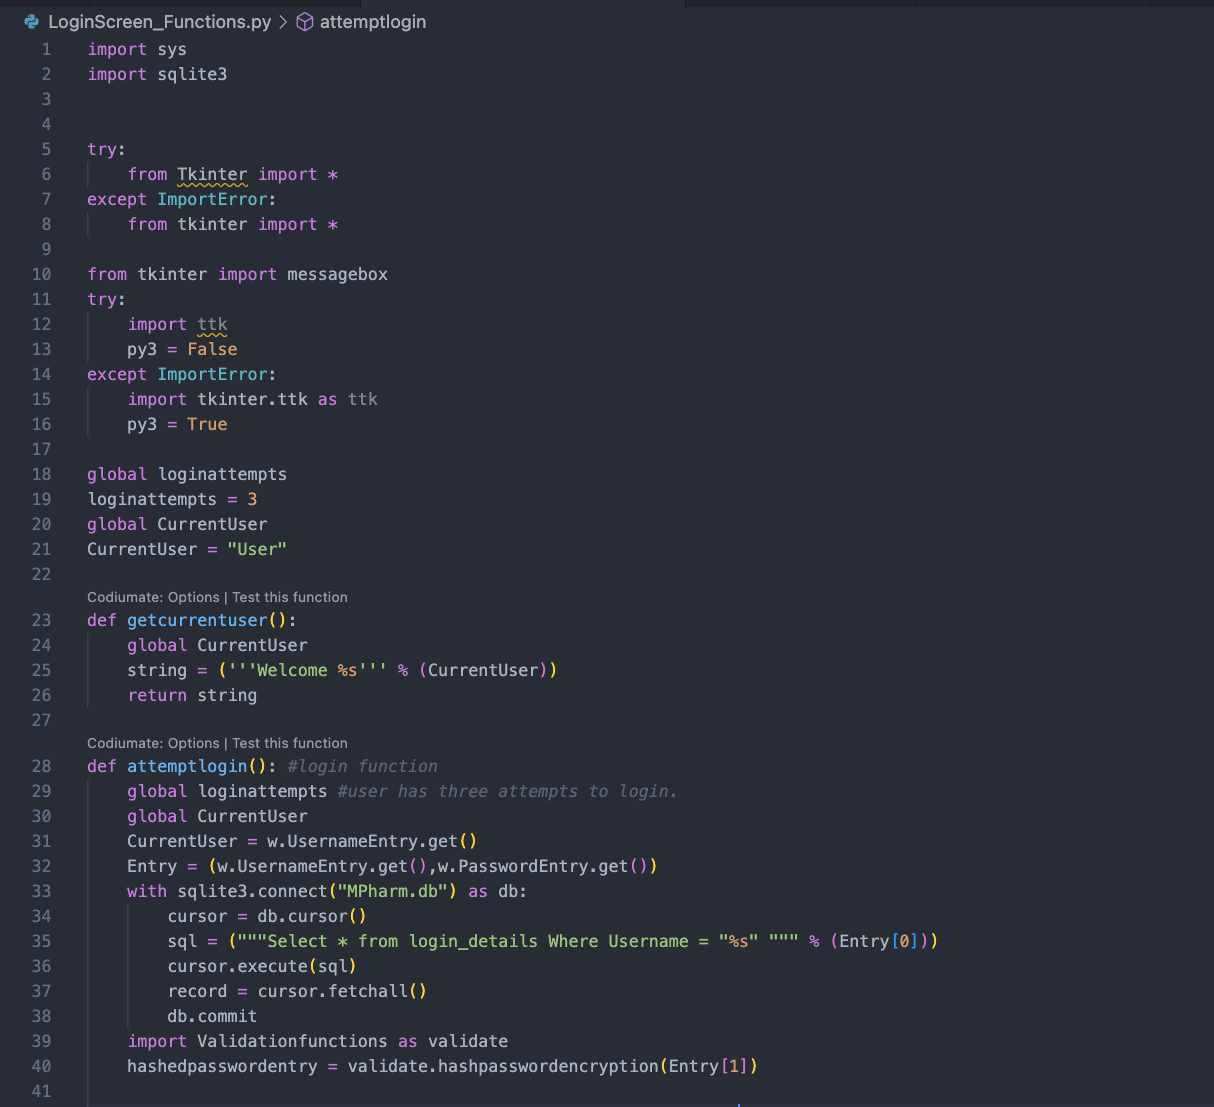 LoginScreen_Functions.py > attemptlogin
1 import sys
2 import sqlite3
3
4
5 try:
6     from Tkinter import *
7 except ImportError:
8     from tkinter import *
9
10 from tkinter import messagebox
11 try:
12     import ttk
13     py3 = False
14 except ImportError:
15     import tkinter.ttk as ttk
16     py3 = True
17
18 global loginattempts
19 loginattempts = 3
20 global CurrentUser
21 CurrentUser = "User"
22
Codiumate: Options | Test this function
23 def getcurrentuser():
24     global CurrentUser
25     string = ('''Welcome %s''' % (CurrentUser))
26     return string
27
Codiumate: Options | Test this function
28 def attemptlogin(): #login function
29     global loginattempts #user has three attempts to login.
30     global CurrentUser
31     CurrentUser = w.UsernameEntry.get()
32     Entry = (w.UsernameEntry.get(),w.PasswordEntry.get())
33     with sqlite3.connect("MPharm.db") as db:
34         cursor = db.cursor()
35         sql = ("""Select * from login_details Where Username = "%s" """ % (Entry[0]))
36         cursor.execute(sql)
37         record = cursor.fetchall()
38         db.commit
39     import Validationfunctions as validate
40     hashedpasswordentry = validate.hashpasswordencryption(Entry[1])
41